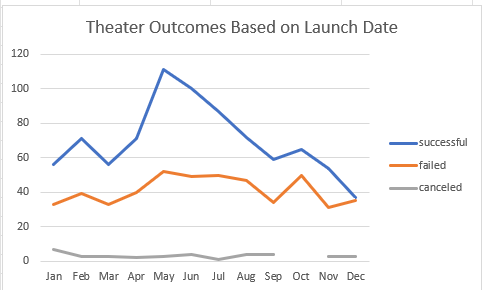 Theater Outcomes Based on Launch Date
120
100
80
60
40
20
0
Jan Feb Mar Apr May Jun Jul Aug Sep Oct Nov Dec
successful
failed
canceled